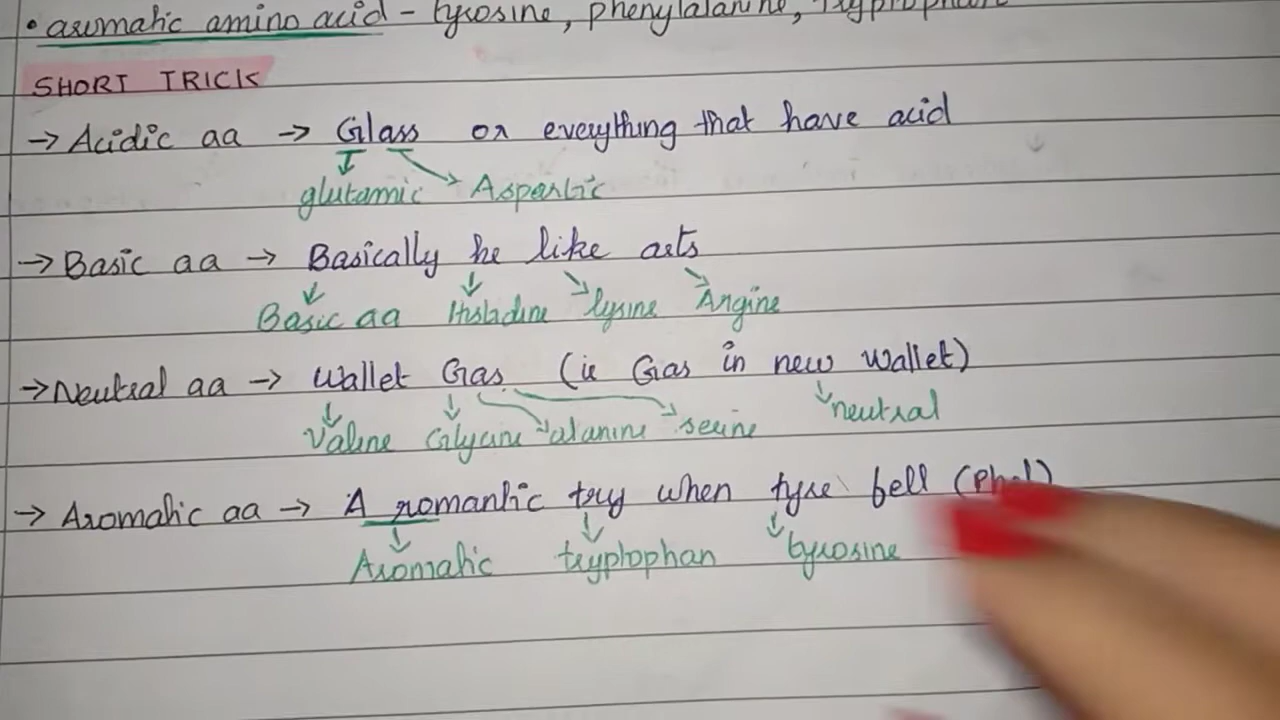 • aromatic amino acid - tyrosine, phenylalanine, tryptophan
SHORT TRICK
→ Acidic aa → Glass or everything that have acid
glutamic Aspartic
→ Basic aa → Basically he like arts
Basic aa Histidine lysine Argine
→ Neutral aa → Wallet Gas (ie Gas in new wallet)
Valine Glycine alanine serine neutral
→ Aromatic aa → A romantic try when tyre fell
Aromatic tryptophan tyrosine